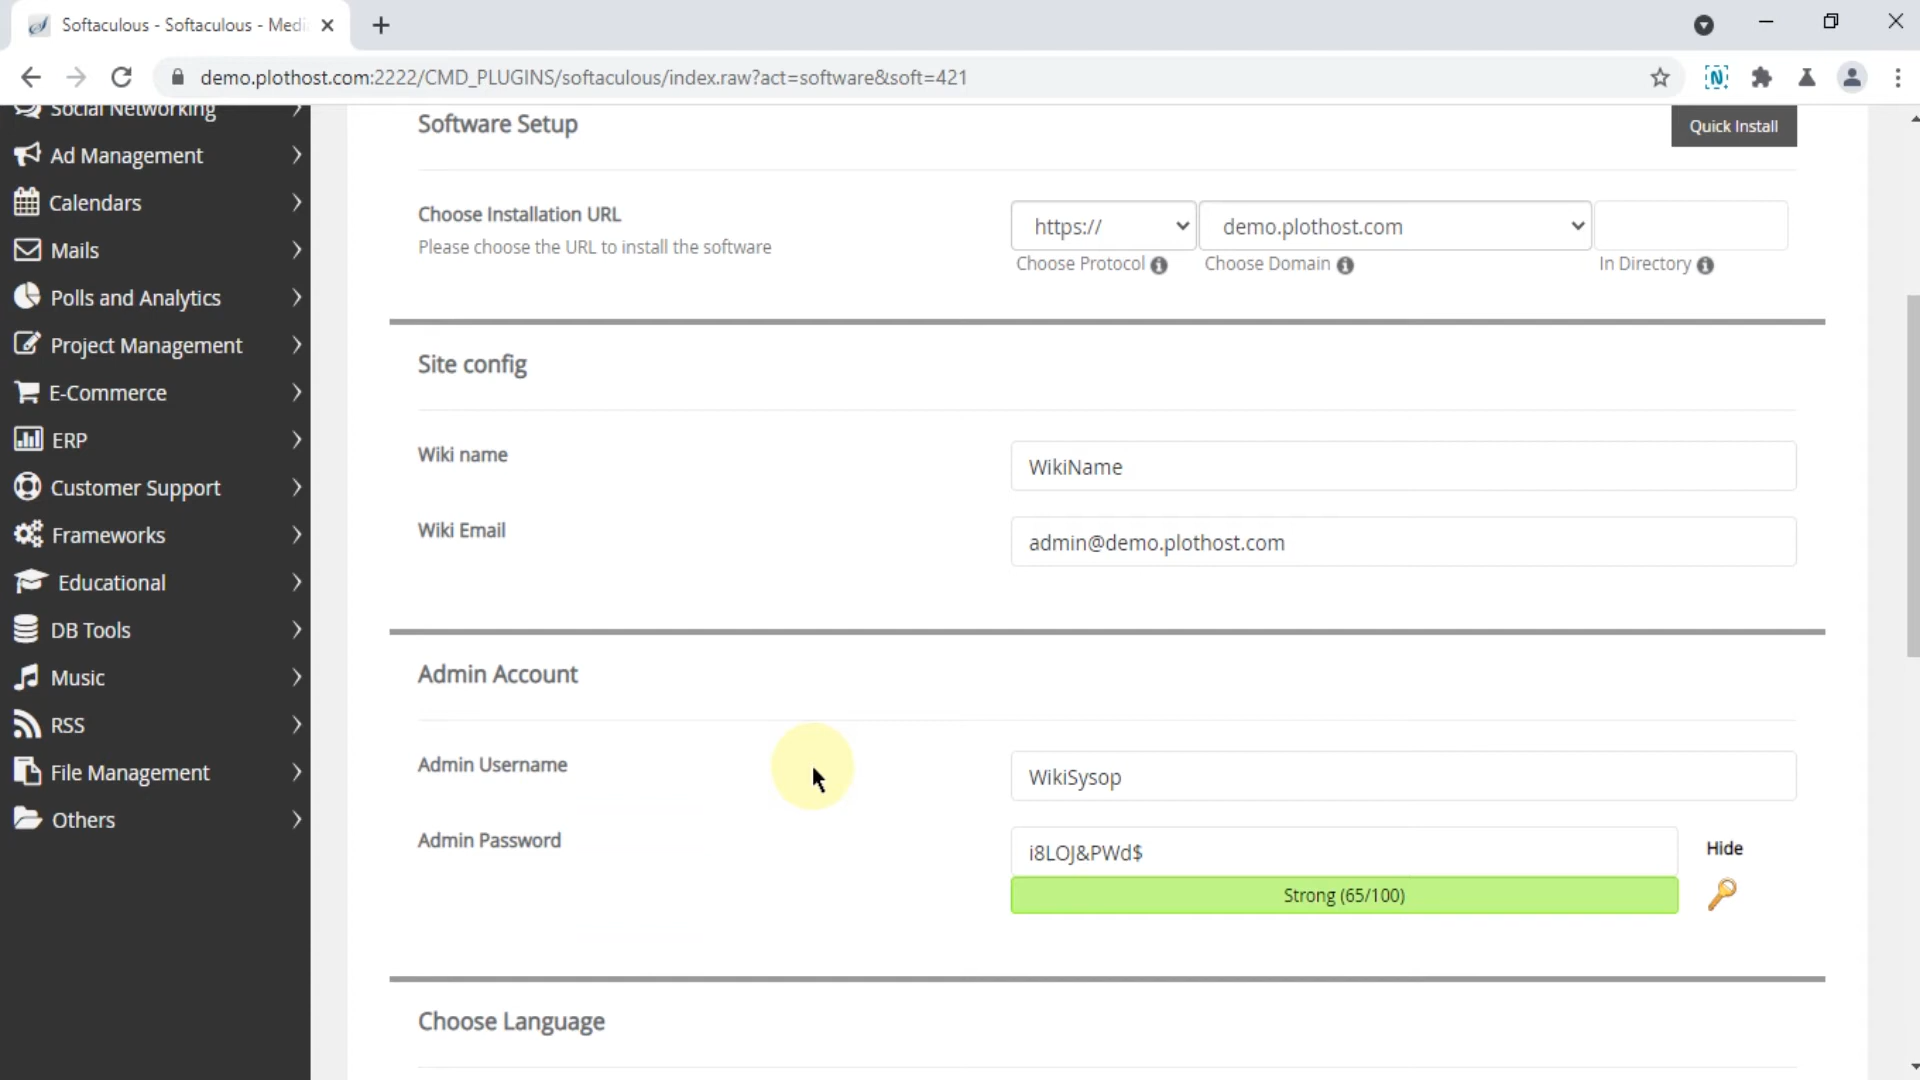 Softaculous - Softaculous - Medi
demo.plothost.com:2222/CMD_PLUGINS/softaculous/index.raw?act=software&soft=421
Social Networking
Ad Management
Calendars
Mails
Polls and Analytics
Project Management
E-Commerce
ERP
Customer Support
Frameworks
Educational
DB Tools
Music
RSS
File Management
Others
Software Setup
Quick Install
Choose Installation URL
Please choose the URL to install the software
https://
demo.plothost.com
Choose Protocol
Choose Domain
In Directory
Site config
Wiki name
WikiName
Wiki Email
admin@demo.plothost.com
Admin Account
Admin Username
WikiSysop
Admin Password
i8LOJ&PWd$
Hide
Strong (65/100)
Choose Language